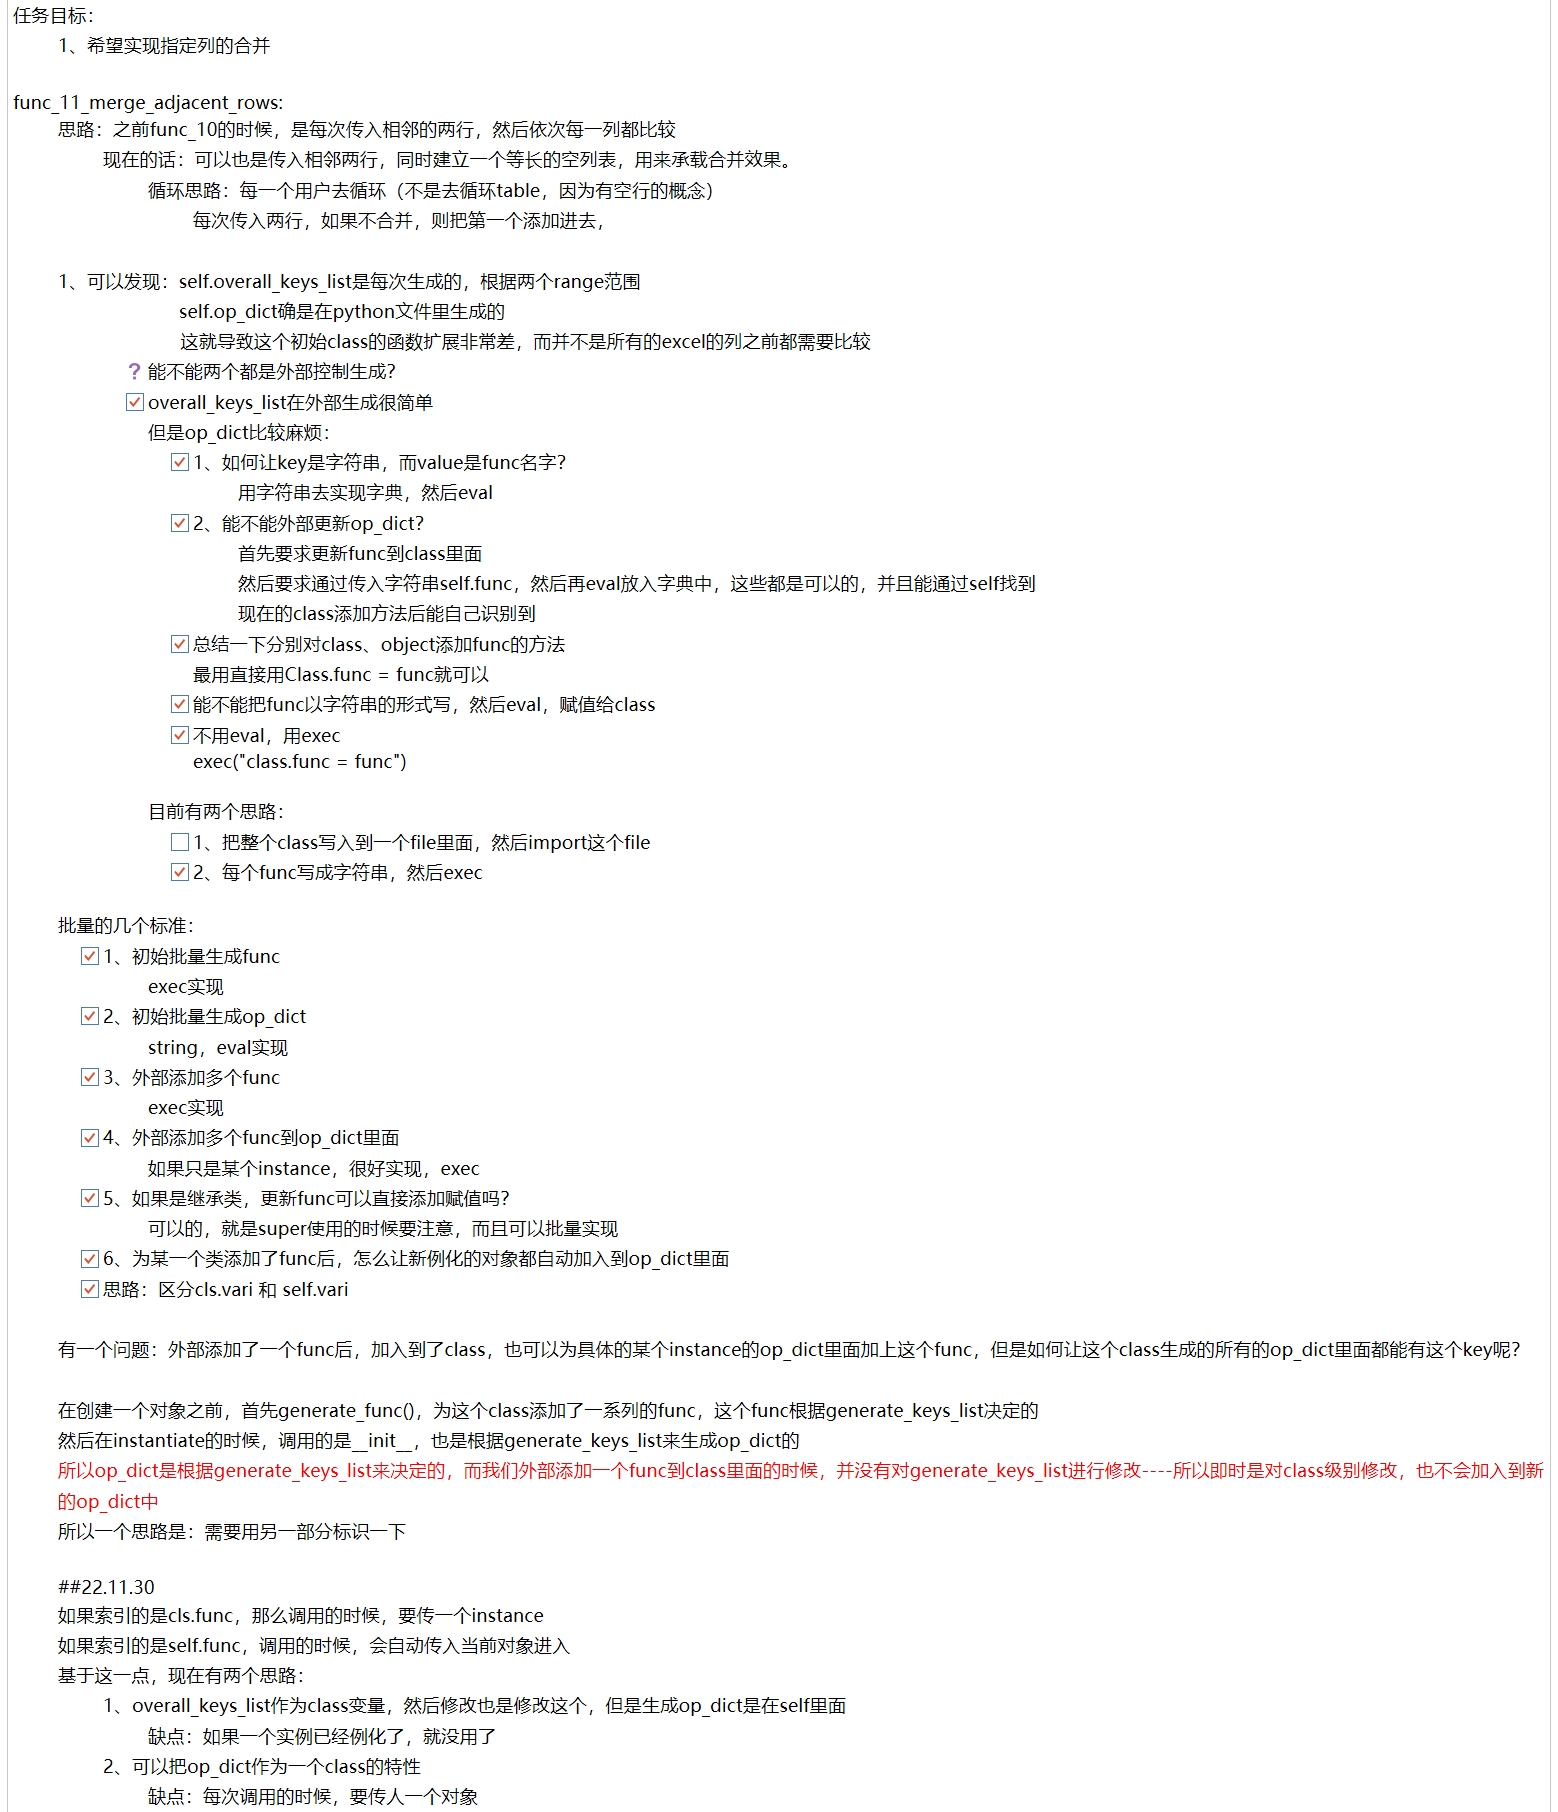 任务目标：
1、希望实现指定列的合并
func_11_merge_adjacent_rows:
思路：之前func_10的时候，是每次传入相邻的两行，然后依次每一列都比较
现在的话：可以也是传入相邻两行，同时建立一个等长的空列表，用来承载合并效果。
循环思路：每一个用户去循环（不是去循环table，因为有空行的概念）
每次传入两行，如果不合并，则把第一个添加进去，
1、可以发现：self.overall_keys_list是每次生成的，根据两个range范围
self.op_dict确是在python文件里生成的
这就导致这个初始class的函数扩展非常差，而并不是所有的excel的列之前都需要比较
? 能不能两个都是外部控制生成？
overall_keys_list在外部生成很简单
但是op_dict比较麻烦：
1、如何让key是字符串，而value是func名字？
用字符串去实现字典，然后eval
2、能不能外部更新op_dict？
首先要求更新func到class里面
然后要求通过传入字符串self.func，然后再eval放入字典中，这些都是可以的，并且能通过self找到
现在的class添加方法后能自己识别到
总结一下分别对class、object添加func的方法
最用直接用Class.func = func就可以
能不能把func以字符串的形式写，然后eval，赋值给class
不用eval，用exec
exec("class.func = func")
目前有两个思路：
1、把整个class写入到一个file里面，然后import这个file
2、每个func写成字符串，然后exec
批量的几个标准：
1、初始批量生成func
exec实现
2、初始批量生成op_dict
string，eval实现
3、外部添加多个func
exec实现
4、外部添加多个func到op_dict里面
如果只是某个instance，很好实现，exec
5、如果是继承类，更新func可以直接添加赋值吗？
可以的，就是super使用的时候要注意，而且可以批量实现
6、为某一个类添加了func后，怎么让新例化的对象都自动加入到op_dict里面
思路：区分cls.vari 和 self.vari
有一个问题：外部添加了一个func后，加入到了class，也可以为具体的某个instance的op_dict里面加上这个func，但是如何让这个class生成的所有的op_dict里面都能有这个key呢？
在创建一个对象之前，首先generate_func()，为这个class添加了一系列的func，这个func根据generate_keys_list决定的
然后在instantiate的时候，调用的是__init__，也是根据generate_keys_list来生成op_dict的
所以op_dict是根据generate_keys_list来决定的，而我们外部添加一个func到class里面的时候，并没有对generate_keys_list进行修改----所以即时是对class级别修改，也不会加入到新
的op_dict中
所以一个思路是：需要用另一部分标识一下
##22.11.30
如果索引的是cls.func，那么调用的时候，要传一个instance
如果索引的是self.func，调用的时候，会自动传入当前对象进入
基于这一点，现在有两个思路：
1、overall_keys_list作为class变量，然后修改也是修改这个，但是生成op_dict是在self里面
缺点：如果一个实例已经例化了，就没用了
2、可以把op_dict作为一个class的特性
缺点：每次调用的时候，要传人一个对象